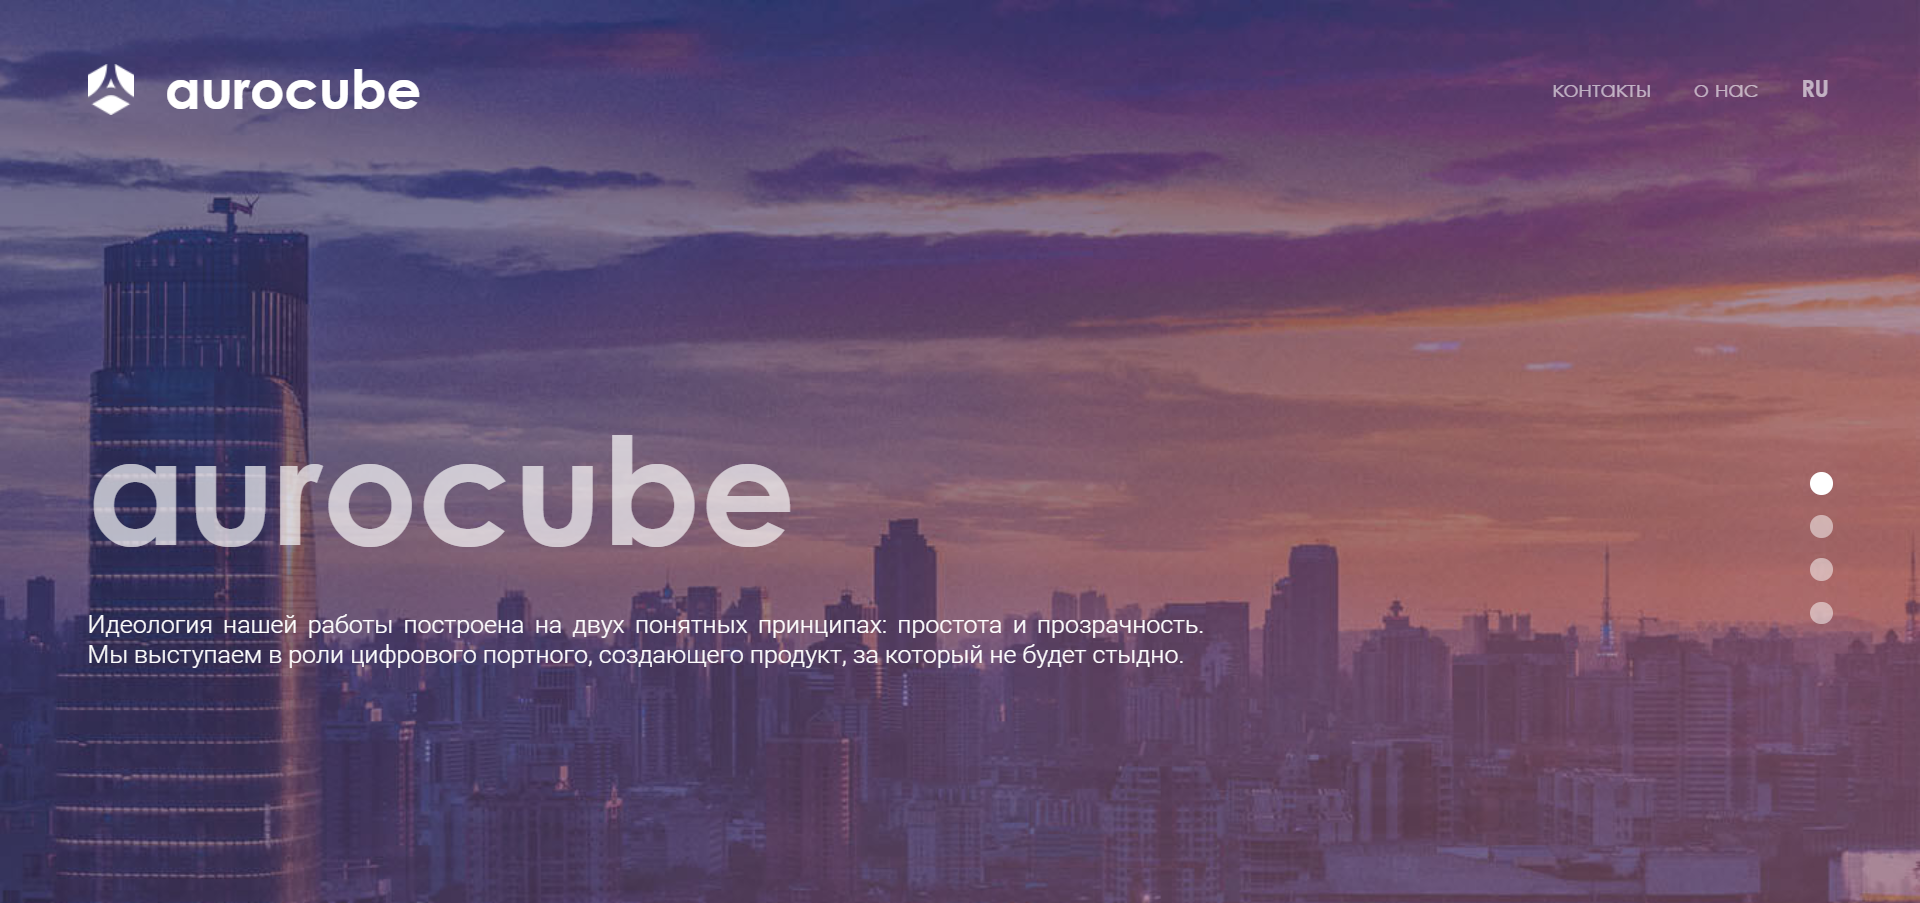 aurocube
контакты
о нас
RU
aurocube
Идеология нашей работы построена на двух понятных принципах: простота и прозрачность.
Мы выступаем в роли цифрового портного, создающего продукт, за который не будет стыдно.